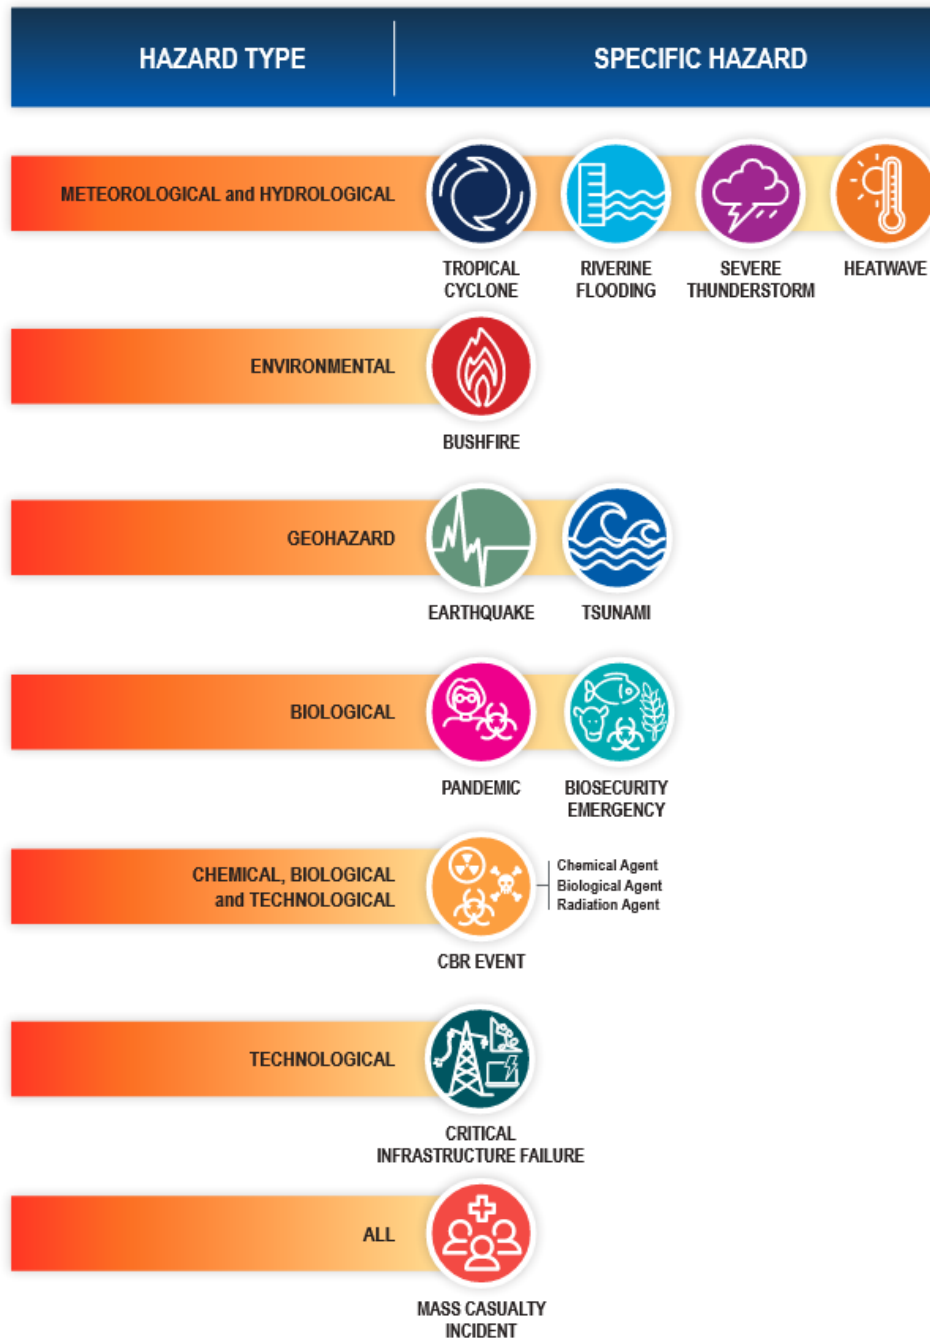 HAZARD TYPE
SPECIFIC HAZARD
METEOROLOGICAL and HYDROLOGICAL
TROPICAL
CYCLONE
RIVERINE
FLOODING
SEVERE
THUNDERSTORM
HEATWAVE
ENVIRONMENTAL
BUSHFIRE
GEOHAZARD
EARTHQUAKE
TSUNAMI
BIOLOGICAL
PANDEMIC
BIOSECURITY
EMERGENCY
CHEMICAL, BIOLOGICAL
and TECHNOLOGICAL
CBR EVENT
Chemical Agent
Biological Agent
Radiation Agent
TECHNOLOGICAL
CRITICAL
INFRASTRUCTURE FAILURE
ALL
MASS CASUALTY
INCIDENT